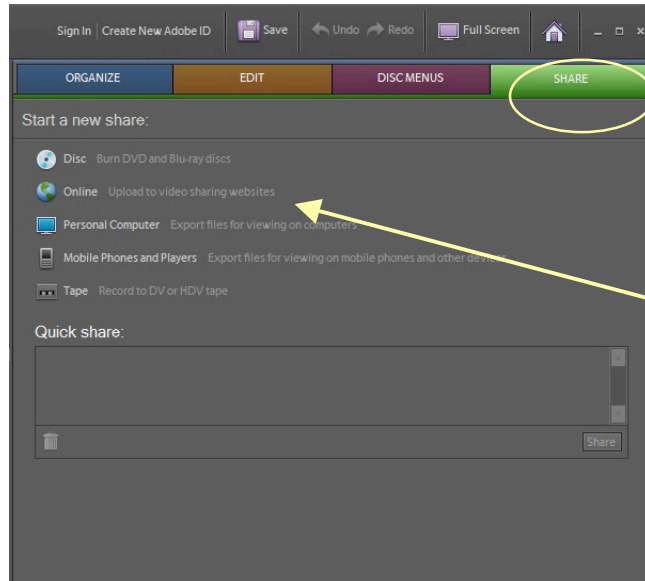 Sign In | Create New Adobe ID Save Undo Redo Full Screen
ORGANIZE EDIT DISC MENUS SHARE
Start a new share:
Disc Burn DVD and Blu-ray discs
Online Upload to video sharing websites
Personal Computer Export files for viewing on computers
Mobile Phones and Players Export files for viewing on mobile phones and other devices
Tape Record to DV or HDV tape
Quick share:
Share